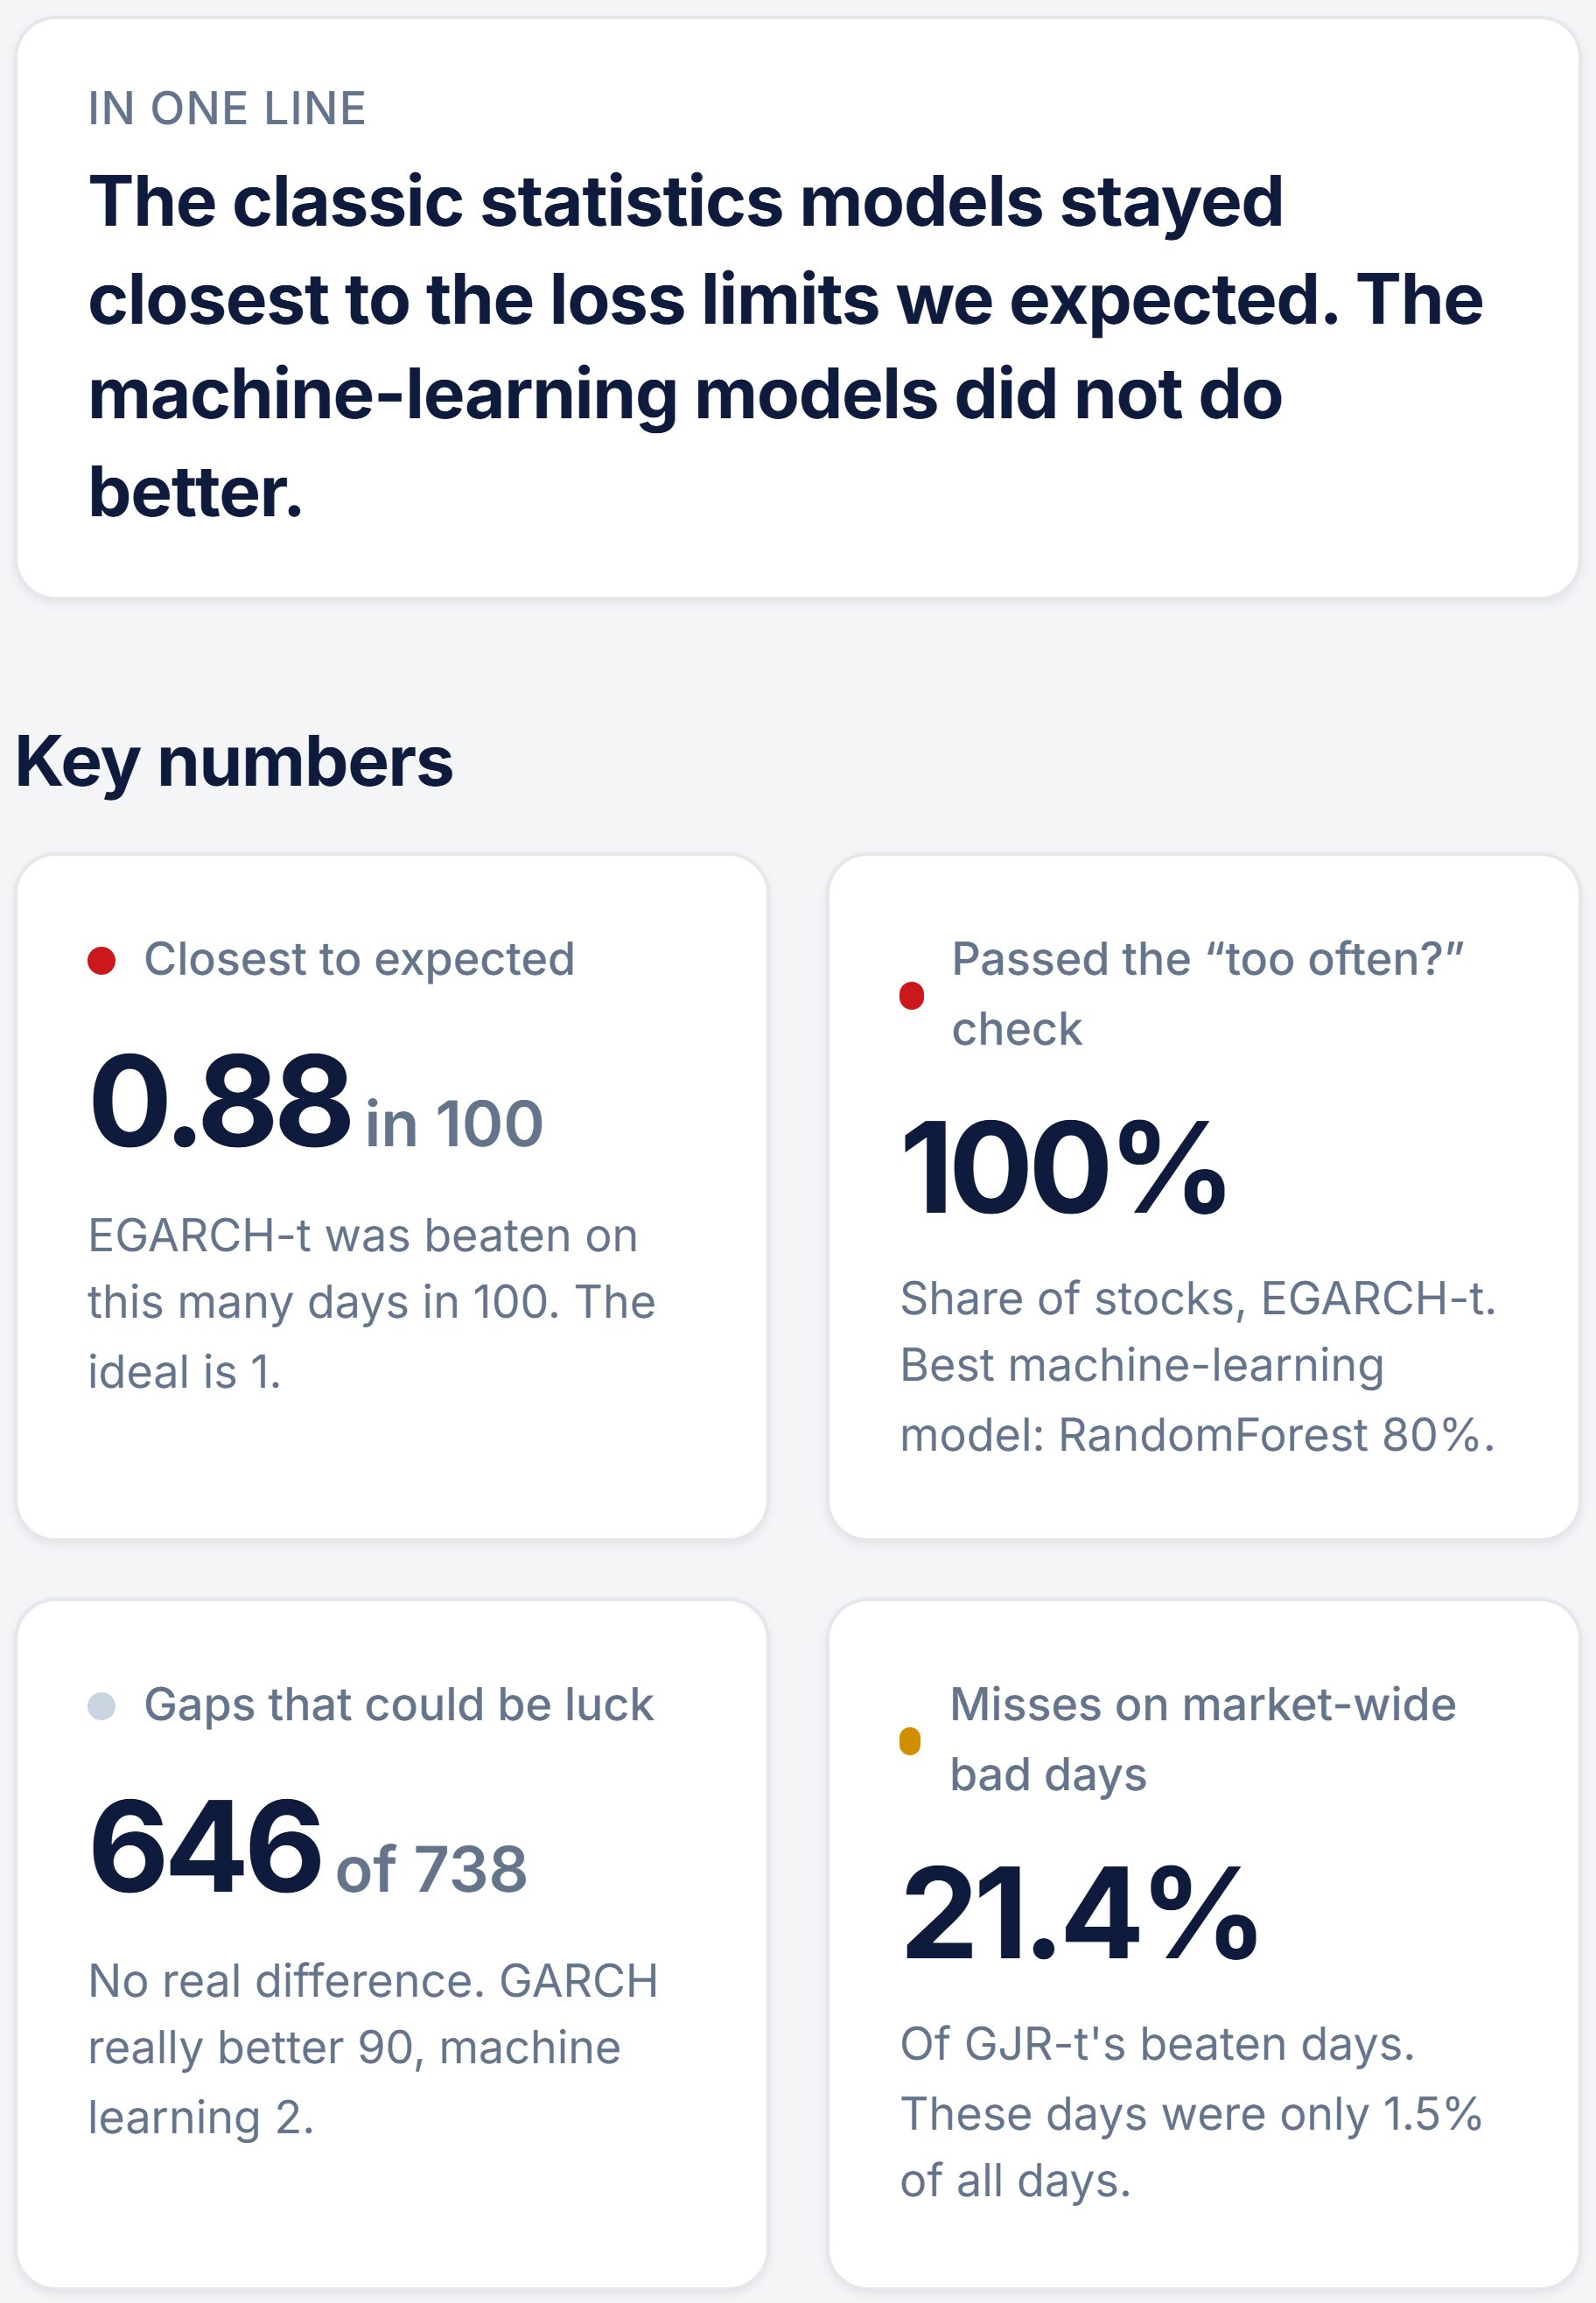 IN ONE LINE
The classic statistics models stayed
closest to the loss limits we expected. The
machine-learning models did not do
better.
Key numbers
Closest to expected
0.88 in 100
EGARCH-t was beaten on
this many days in 100. The
ideal is 1.
Passed the “too often?”
check
100%
Share of stocks, EGARCH-t.
Best machine-learning
model: RandomForest 80%.
Gaps that could be luck
646 of 738
No real difference. GARCH
really better 90, machine
learning 2.
Misses on market-wide
bad days
21.4%
Of GJR-t's beaten days.
These days were only 1.5%
of all days.